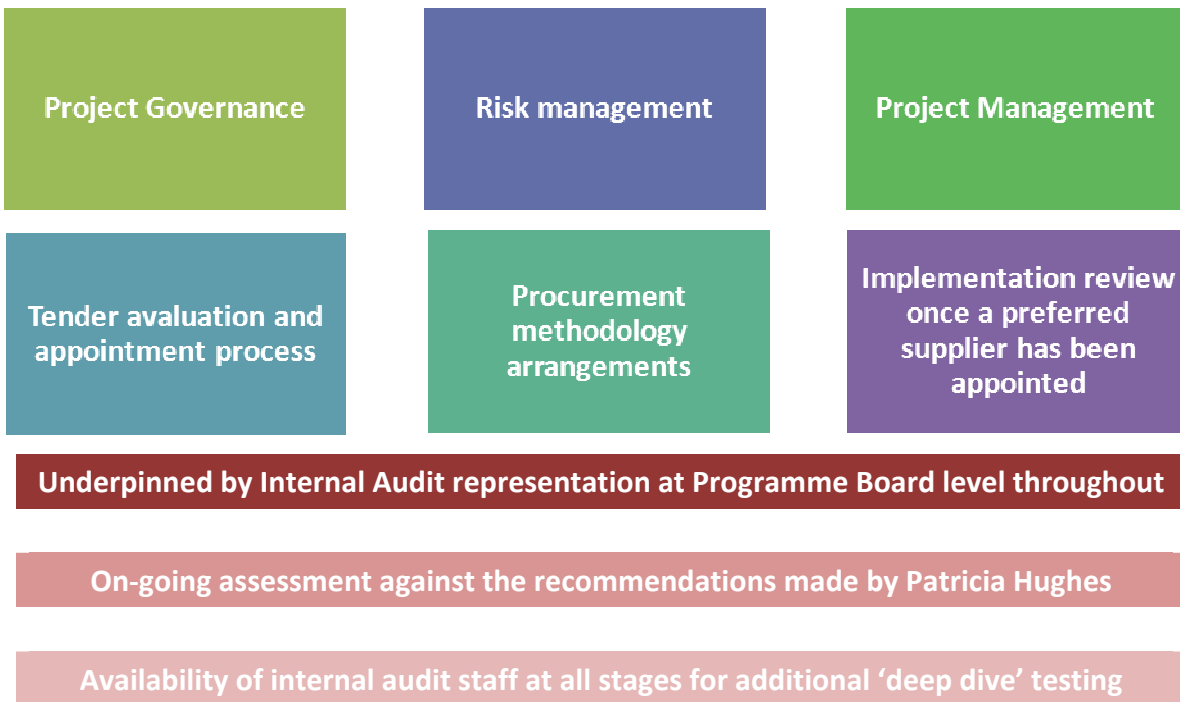 Project Governance
Risk management
Project Management
Tender avaluation and
appointment process
Procurement
methodology
arrangements
Implementation review
once a preferred
supplier has been
appointed
Underpinned by Internal Audit representation at Programme Board level throughout
On-going assessment against the recommendations made by Patricia Hughes
Availability of internal audit staff at all stages for additional ‘deep dive’ testing